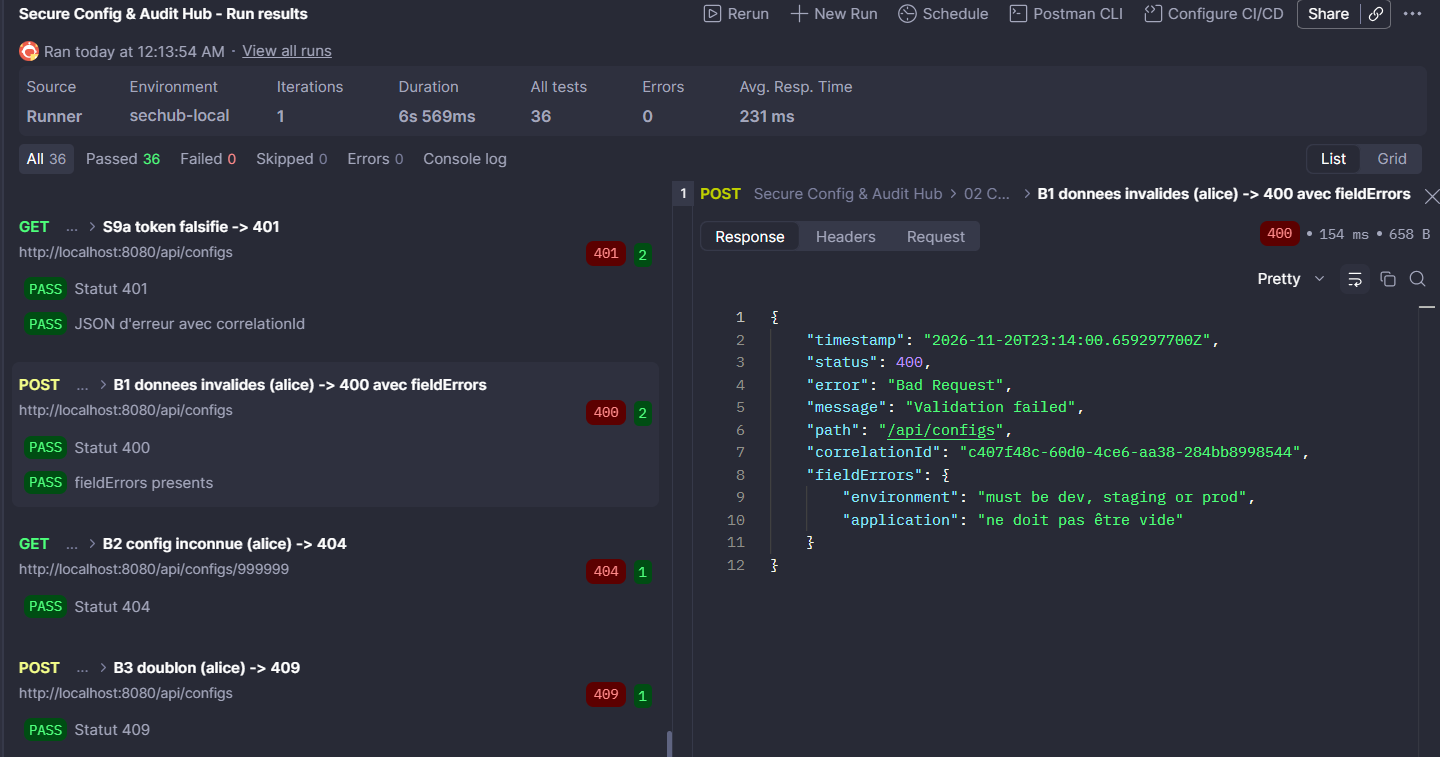 Secure Config & Audit Hub - Run results
Rerun
New Run
Schedule
Postman CLI
Configure CI/CD
Share
Ran today at 12:13:54 AM · View all runs
Source Environment Iterations Duration All tests Errors Avg. Resp. Time
Runner sechub-local 1 6s 569ms 36 0 231 ms
All 36 Passed 36 Failed 0 Skipped 0 Errors 0 Console log
List Grid
GET ... > S9a token falsifie -> 401
http://localhost:8080/api/configs
401 2
PASS Statut 401
PASS JSON d'erreur avec correlationId
POST ... > B1 donnees invalides (alice) -> 400 avec fieldErrors
http://localhost:8080/api/configs
400 2
PASS Statut 400
PASS fieldErrors presents
GET ... > B2 config inconnue (alice) -> 404
http://localhost:8080/api/configs/999999
404 1
PASS Statut 404
POST ... > B3 doublon (alice) -> 409
http://localhost:8080/api/configs
409 1
PASS Statut 409
1
POST Secure Config & Audit Hub > 02 C... > B1 donnees invalides (alice) -> 400 avec fieldErrors
Response Headers Request
400 • 154 ms • 658 B
Pretty
1 {
2 "timestamp": "2026-11-20T23:14:00.659297700Z",
3 "status": 400,
4 "error": "Bad Request",
5 "message": "Validation failed",
6 "path": "/api/configs",
7 "correlationId": "c407f48c-60d0-4ce6-aa38-284bb8998544",
8 "fieldErrors": {
9 "environment": "must be dev, staging or prod",
10 "application": "ne doit pas être vide"
11 }
12 }